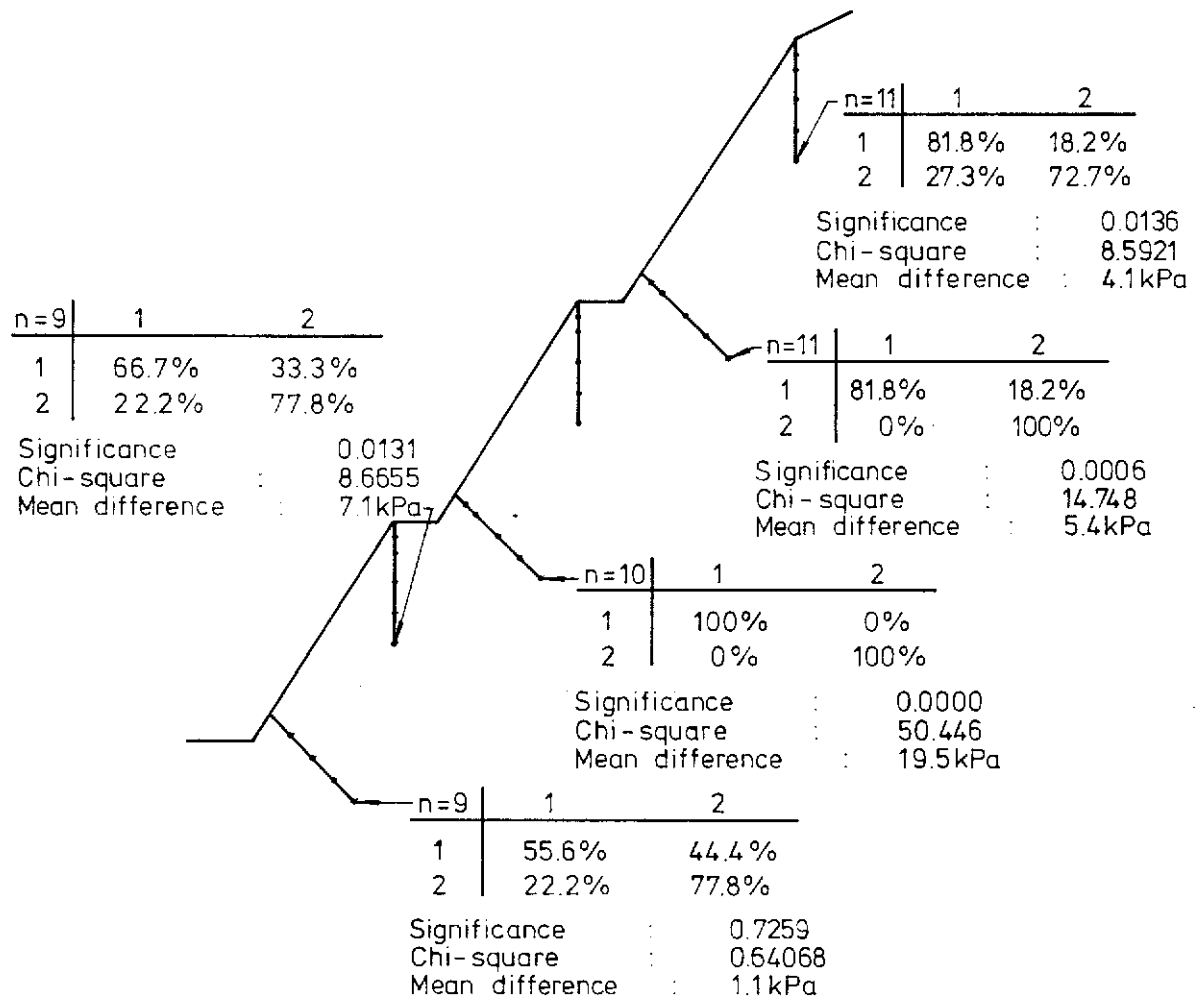 n=11 1 2
1 81.8% 18.2%
2 27.3% 72.7%
Significance : 0.0136
Chi-square : 8.5921
Mean difference : 4.1kPa
n=9 1 2
1 66.7% 33.3%
2 22.2% 77.8%
Significance 0.0131
Chi-square : 8.6655
Mean difference : 7.1kPa
n=11 1 2
1 81.8% 18.2%
2 0% 100%
Significance : 0.0006
Chi-square : 14.748
Mean difference : 5.4kPa
n=10 1 2
1 100% 0%
2 0% 100%
Significance : 0.0000
Chi-square : 50.446
Mean difference : 19.5kPa
n=9 1 2
1 55.6% 44.4%
2 22.2% 77.8%
Significance : 0.7259
Chi-square : 0.64068
Mean difference : 1.1kPa